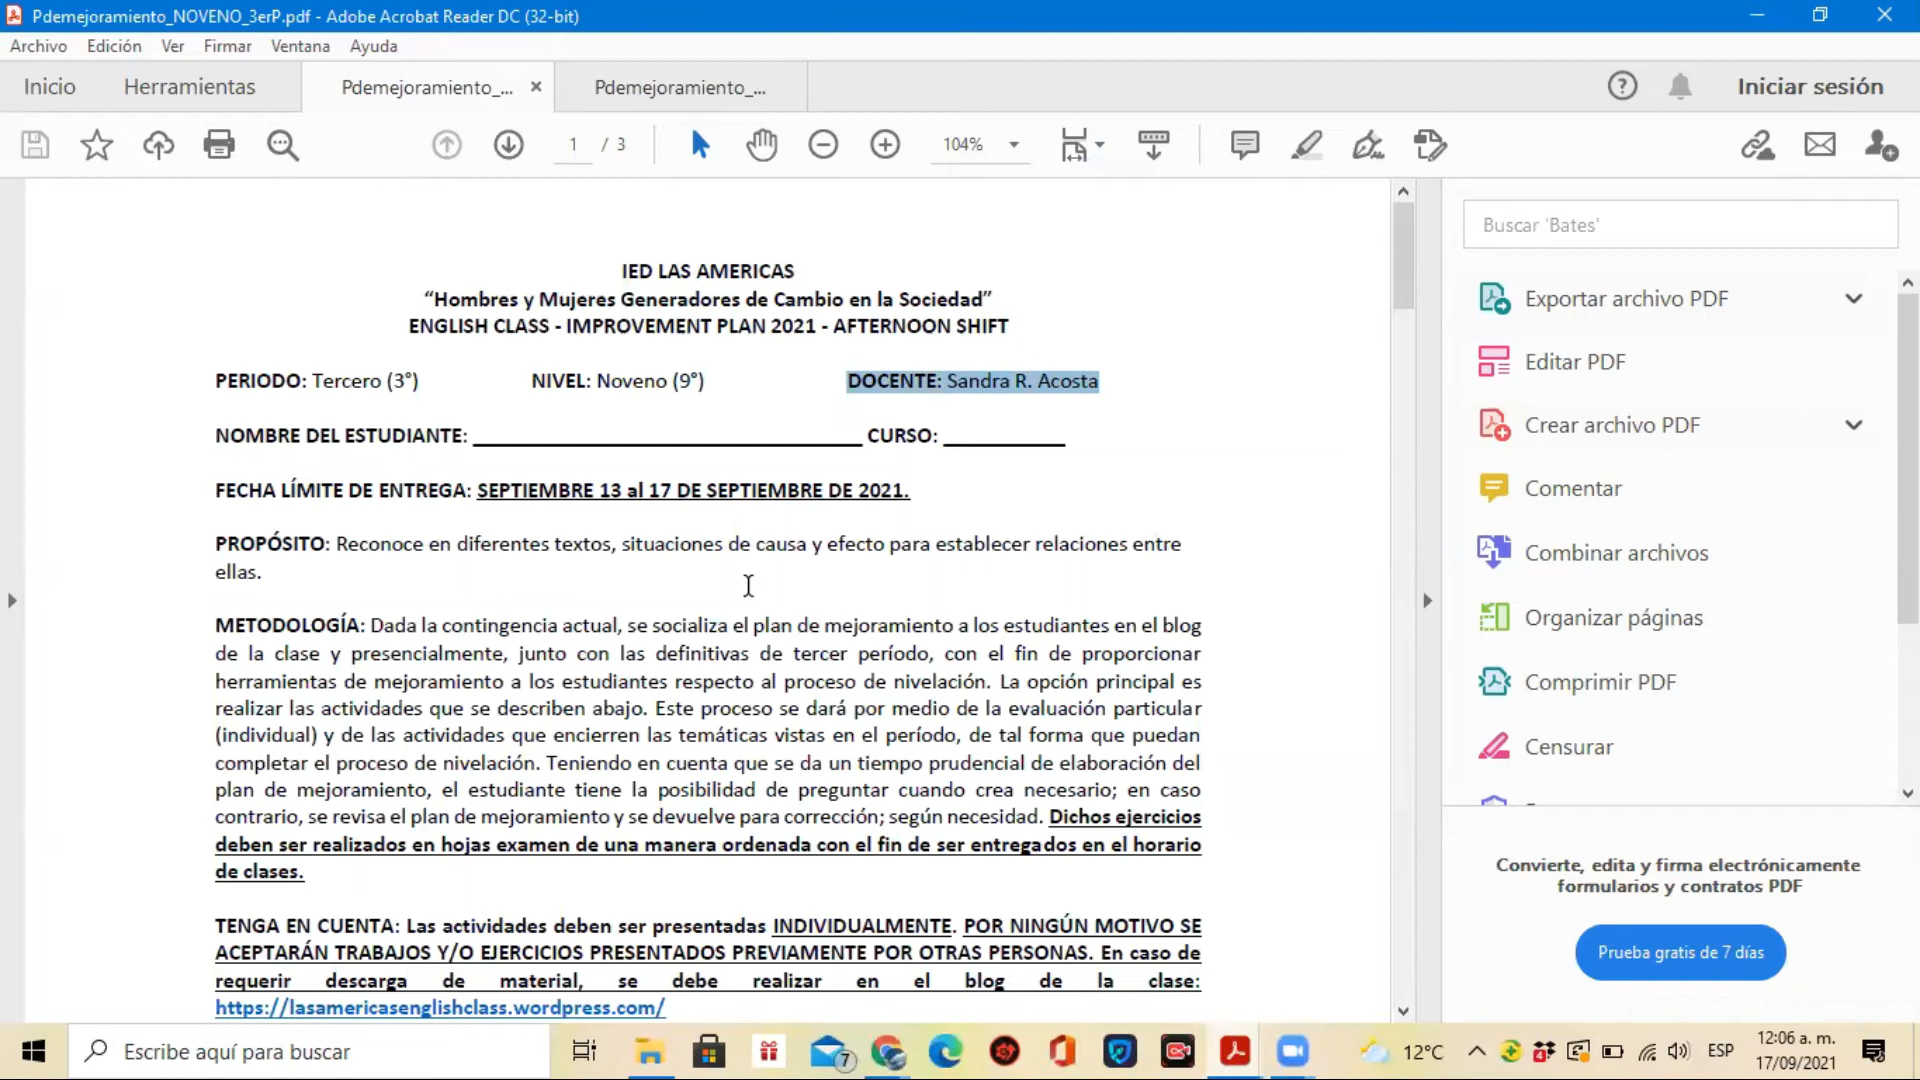 Pdemejoramiento_NOVENO_3erP.pdf - Adobe Acrobat Reader DC (32-bit)
Archivo Edición Ver Firmar Ventana Ayuda
Inicio Herramientas Pdemejoramiento_... × Pdemejoramiento_... Iniciar sesión
1 / 3 104%
IED LAS AMERICAS
“Hombres y Mujeres Generadores de Cambio en la Sociedad”
ENGLISH CLASS - IMPROVEMENT PLAN 2021 - AFTERNOON SHIFT
PERIODO: Tercero (3°) NIVEL: Noveno (9°) DOCENTE: Sandra R. Acosta
NOMBRE DEL ESTUDIANTE: ________________________________ CURSO: __________
FECHA LÍMITE DE ENTREGA: SEPTIEMBRE 13 al 17 DE SEPTIEMBRE DE 2021.
PROPÓSITO: Reconoce en diferentes textos, situaciones de causa y efecto para establecer relaciones entre
ellas.
METODOLOGÍA: Dada la contingencia actual, se socializa el plan de mejoramiento a los estudiantes en el blog
de la clase y presencialmente, junto con las definitivas de tercer período, con el fin de proporcionar
herramientas de mejoramiento a los estudiantes respecto al proceso de nivelación. La opción principal es
realizar las actividades que se describen abajo. Este proceso se dará por medio de la evaluación particular
(individual) y de las actividades que encierren las temáticas vistas en el período, de tal forma que puedan
completar el proceso de nivelación. Teniendo en cuenta que se da un tiempo prudencial de elaboración del
plan de mejoramiento, el estudiante tiene la posibilidad de preguntar cuando crea necesario; en caso
contrario, se revisa el plan de mejoramiento y se devuelve para corrección; según necesidad. Dichos ejercicios
deben ser realizados en hojas examen de una manera ordenada con el fin de ser entregados en el horario
de clases.
TENGA EN CUENTA: Las actividades deben ser presentadas INDIVIDUALMENTE. POR NINGÚN MOTIVO SE
ACEPTARÁN TRABAJOS Y/O EJERCICIOS PRESENTADOS PREVIAMENTE POR OTRAS PERSONAS. En caso de
requerir descarga de material, se debe realizar en el blog de la clase:
https://lasamericasenglishclass.wordpress.com/
Buscar 'Bates'
Exportar archivo PDF
Editar PDF
Crear archivo PDF
Comentar
Combinar archivos
Organizar páginas
Comprimir PDF
Censurar
Convierte, edita y firma electrónicamente
formularios y contratos PDF
Prueba gratis de 7 días
Escribe aquí para buscar
7
12°C
ESP
12:06 a. m.
17/09/2021